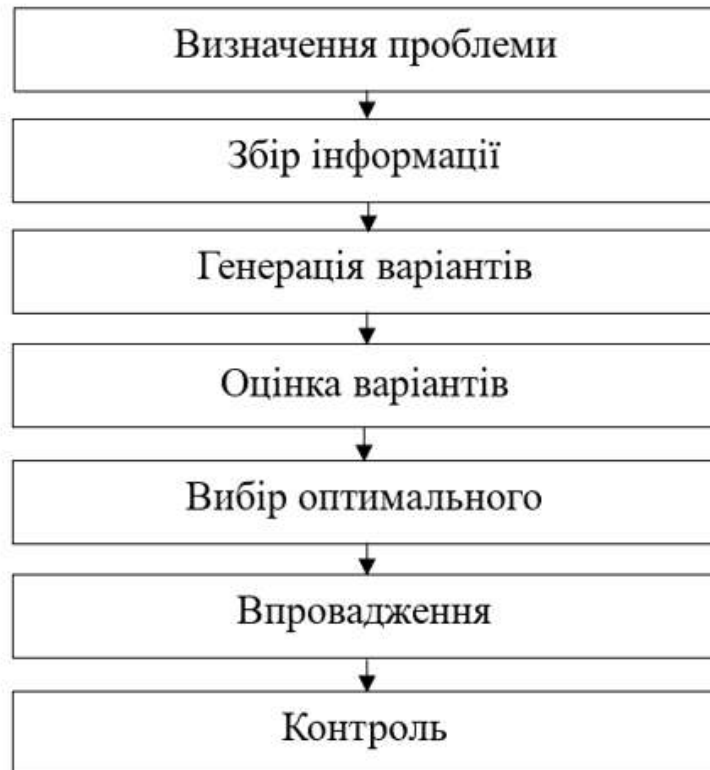 Визначення проблеми
Збір інформації
Генерація варіантів
Оцінка варіантів
Вибір оптимального
Впровадження
Контроль